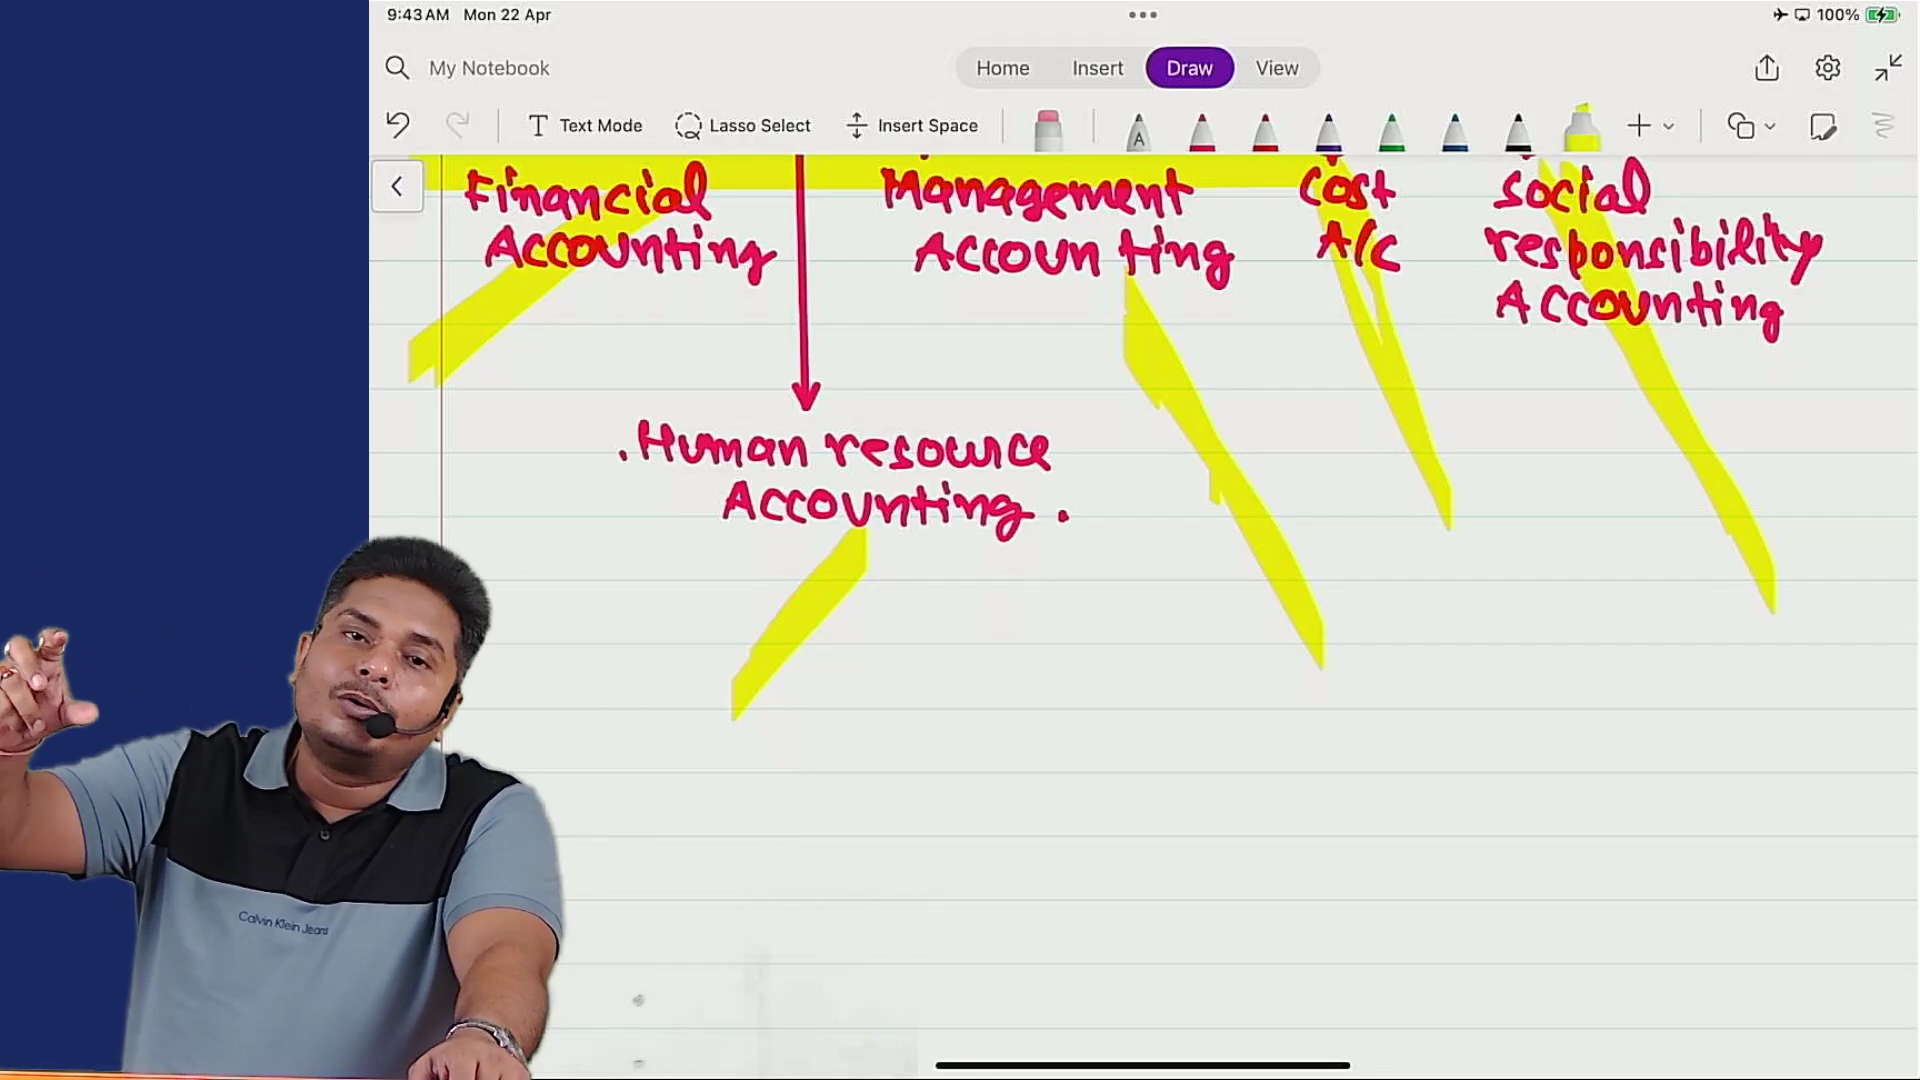 9:43 AM Mon 22 Apr
100%
My Notebook
Home Insert Draw View
Text Mode Lasso Select Insert Space
A
Financial
Accounting
Management
Accounting
Cost
A/c
Social
responsibility
Accounting
. Human resource
Accounting .
Calvin Klein Jeans